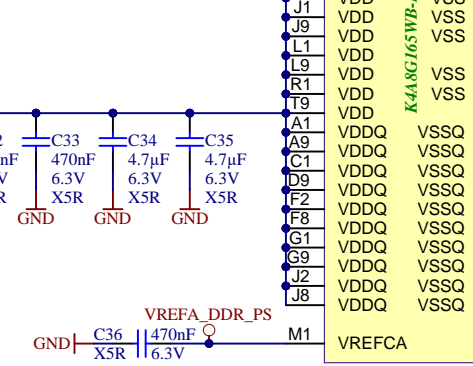 VDD VSS
J1 VDD VSS
J9 VDD VSS
L1 VDD
L9 VDD VSS
R1 VDD VSS
T9 VDD
K4A8G165WB-
A1 VDDQ VSSQ
A9 VDDQ VSSQ
C1 VDDQ VSSQ
D9 VDDQ VSSQ
F2 VDDQ VSSQ
F8 VDDQ VSSQ
G1 VDDQ VSSQ
G9 VDDQ VSSQ
J2 VDDQ VSSQ
J8 VDDQ VSSQ
C33
470nF
6.3V
X5R
GND
C34
4.7µF
6.3V
X5R
GND
C35
4.7µF
6.3V
X5R
GND
VREFA_DDR_PS
GND C36 470nF M1 VREFCA
X5R 6.3V